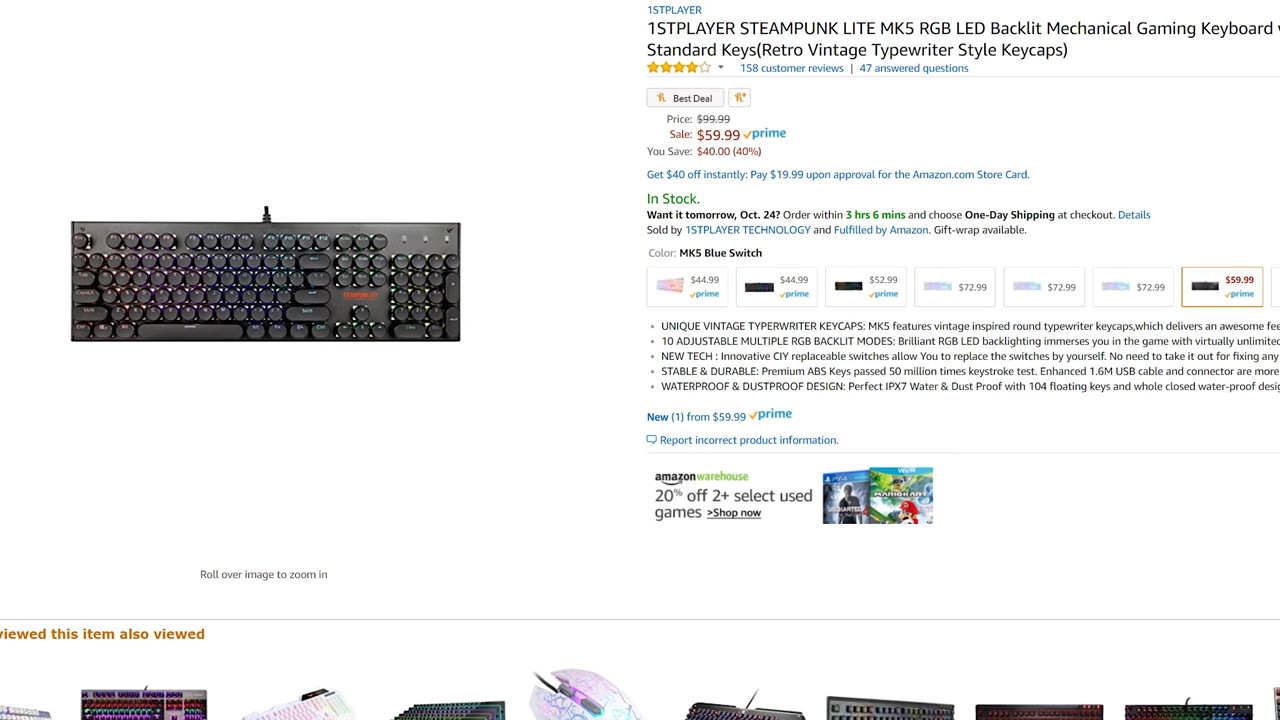 1STPLAYER
1STPLAYER STEAMPUNK LITE MK5 RGB LED Backlit Mechanical Gaming Keyboard
Standard Keys(Retro Vintage Typewriter Style Keycaps)
158 customer reviews | 47 answered questions
Best Deal
Price: $99.99
Sale: $59.99 prime
You Save: $40.00 (40%)
Get $40 off instantly: Pay $19.99 upon approval for the Amazon.com Store Card.
In Stock.
Want it tomorrow, Oct. 24? Order within 3 hrs 6 mins and choose One-Day Shipping at checkout. Details
Sold by 1STPLAYER TECHNOLOGY and Fulfilled by Amazon. Gift-wrap available.
Color: MK5 Blue Switch
$44.99 prime
$44.99 prime
$52.99 prime
$72.99
$72.99
$72.99
$59.99 prime
• UNIQUE VINTAGE TYPERWRITER KEYCAPS: MK5 features vintage inspired round typewriter keycaps,which delivers an awesome
• 10 ADJUSTABLE MULTIPLE RGB BACKLIT MODES: Brilliant RGB LED backlighting immerses you in the game with virtually unlimited
• NEW TECH : Innovative CIY replaceable switches allow You to replace the switches by yourself. No need to take it out for fixing any
• STABLE & DURABLE: Premium ABS Keys passed 50 million times keystroke test. Enhanced 1.6M USB cable and connector are more
• WATERPROOF & DUSTPROOF DESIGN: Perfect IPX7 Water & Dust Proof with 104 floating keys and whole closed water-proof
New (1) from $59.99 prime
Report incorrect product information.
amazonwarehouse
20% off 2+ select used
games >Shop now
UNCHARTED
Wii U
MARIOKART
STEAMPUNK LITE
Roll over image to zoom in
viewed this item also viewed